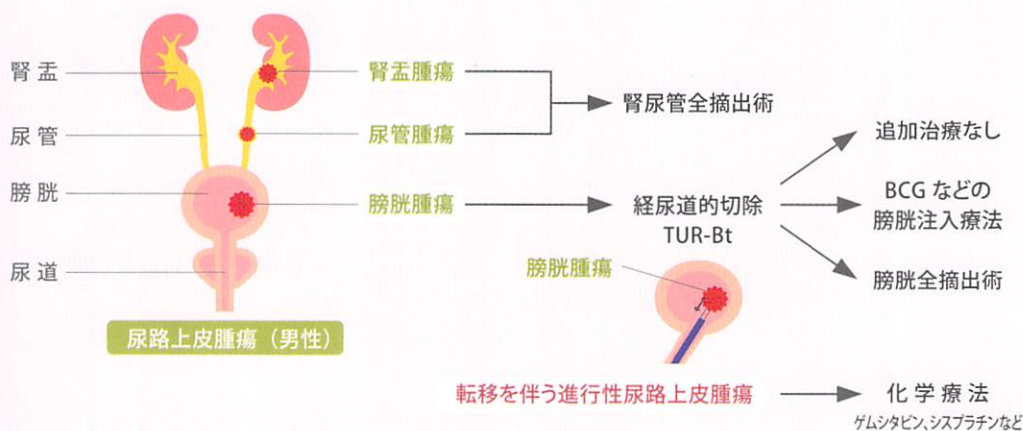 腎盂
尿管
膀胱
尿道
尿路上皮腫瘍（男性）
腎盂腫瘍
尿管腫瘍
膀胱腫瘍
腎尿管全摘出術
経尿道的切除
TUR-Bt
膀胱腫瘍
追加治療なし
BCG などの
膀胱注入療法
膀胱全摘出術
転移を伴う進行性尿路上皮腫瘍
化学療法
ゲムシタビン、シスプラチンなど